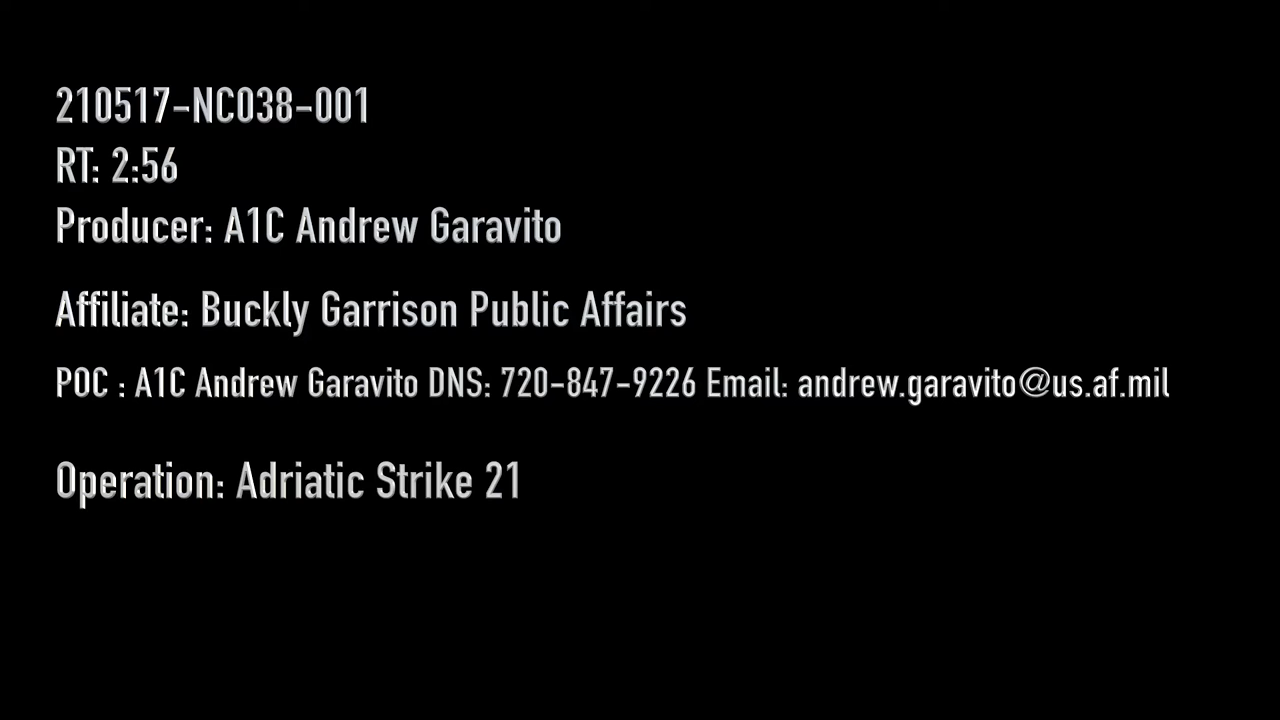 210517-NC038-001
RT: 2:56
Producer: A1C Andrew Garavito
Affiliate: Buckly Garrison Public Affairs
POC : A1C Andrew Garavito DNS: 720-847-9226 Email: andrew.garavito@us.af.mil
Operation: Adriatic Strike 21